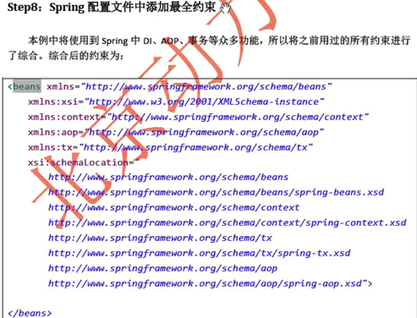 Step8：Spring 配置文件中添加最全约束
本例中将使用到 Spring 中 DI、AOP、事务等众多功能，所以将之前用过的所有约束进行
了综合。综合后的约束为：
<beans xmlns="http://www.springframework.org/schema/beans"
xmlns:xsi="http://www.w3.org/2001/XMLSchema-instance"
xmlns:context="http://www.springframework.org/schema/context"
xmlns:aop="http://www.springframework.org/schema/aop"
xmlns:tx="http://www.springframework.org/schema/tx"
xsi:schemaLocation="
http://www.springframework.org/schema/beans
http://www.springframework.org/schema/beans/spring-beans.xsd
http://www.springframework.org/schema/context
http://www.springframework.org/schema/context/spring-context.xsd
http://www.springframework.org/schema/tx
http://www.springframework.org/schema/tx/spring-tx.xsd
http://www.springframework.org/schema/aop
http://www.springframework.org/schema/aop/spring-aop.xsd">
</beans>
北京动力